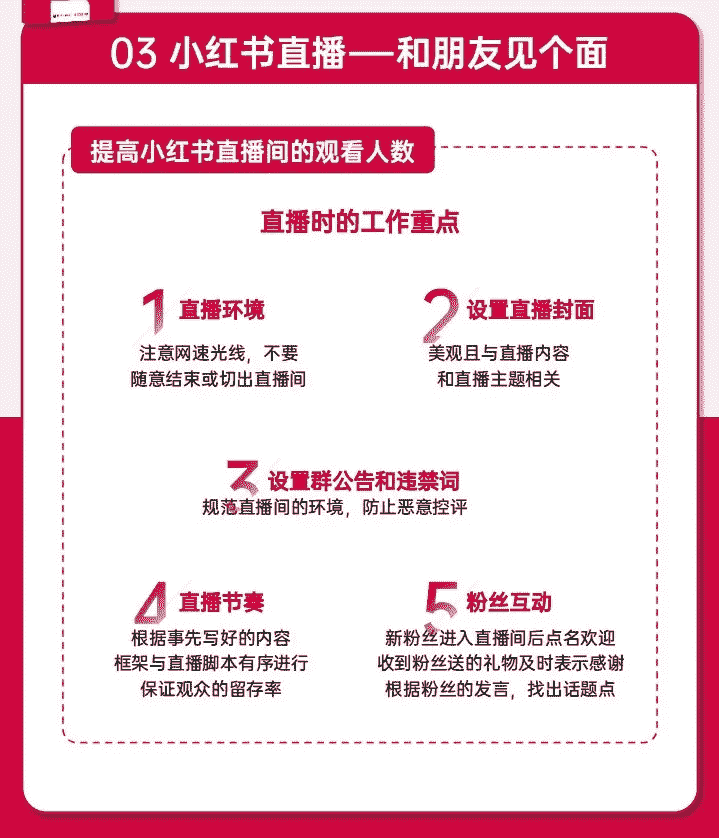 03 小红书直播——和朋友见个面
提高小红书直播间的观看人数
直播时的工作重点
1 直播环境
注意网速光线，不要
随意结束或切出直播间
2 设置直播封面
美观且与直播内容
和直播主题相关
3 设置群公告和违禁词
规范直播间的环境，防止恶意控评
4 直播节奏
根据事先写好的内容
框架与直播脚本有序进行
保证观众的留存率
5 粉丝互动
新粉丝进入直播间后点名欢迎
收到粉丝送的礼物及时表示感谢
根据粉丝的发言，找出话题点